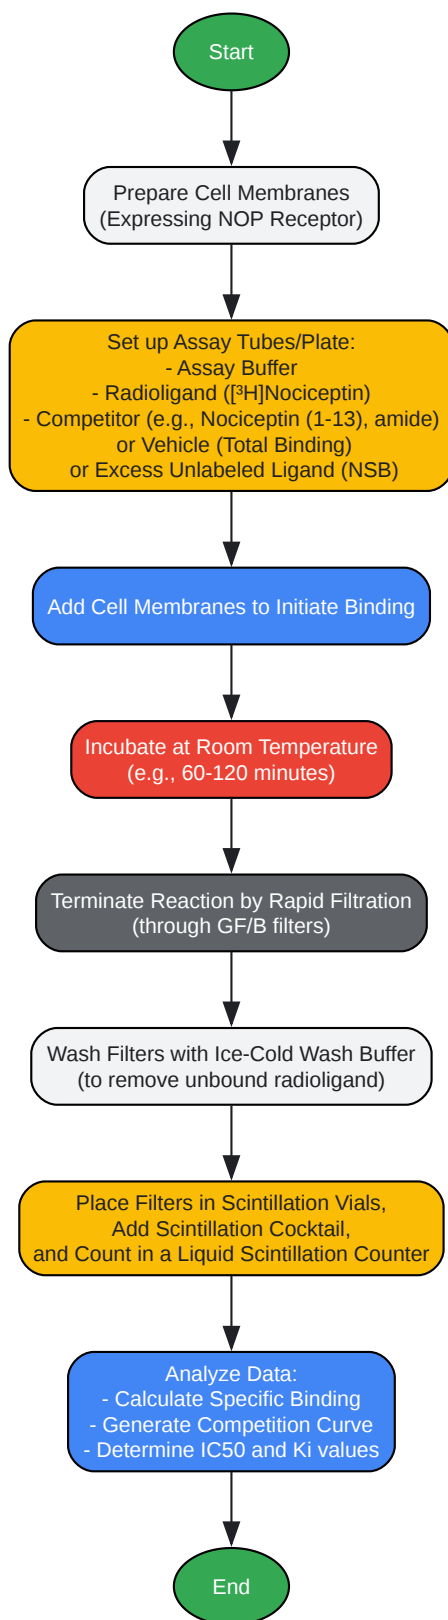 Start
Prepare Cell Membranes
(Expressing NOP Receptor)
Set up Assay Tubes/Plate:
- Assay Buffer
- Radioligand ([³H]Nociceptin)
- Competitor (e.g., Nociceptin (1-13), amide)
or Vehicle (Total Binding)
or Excess Unlabeled Ligand (NSB)
Add Cell Membranes to Initiate Binding
Incubate at Room Temperature
(e.g., 60-120 minutes)
Terminate Reaction by Rapid Filtration
(through GF/B filters)
Wash Filters with Ice-Cold Wash Buffer
(to remove unbound radioligand)
Place Filters in Scintillation Vials,
Add Scintillation Cocktail,
and Count in a Liquid Scintillation Counter
Analyze Data:
- Calculate Specific Binding
- Generate Competition Curve
- Determine IC50 and Ki values
End